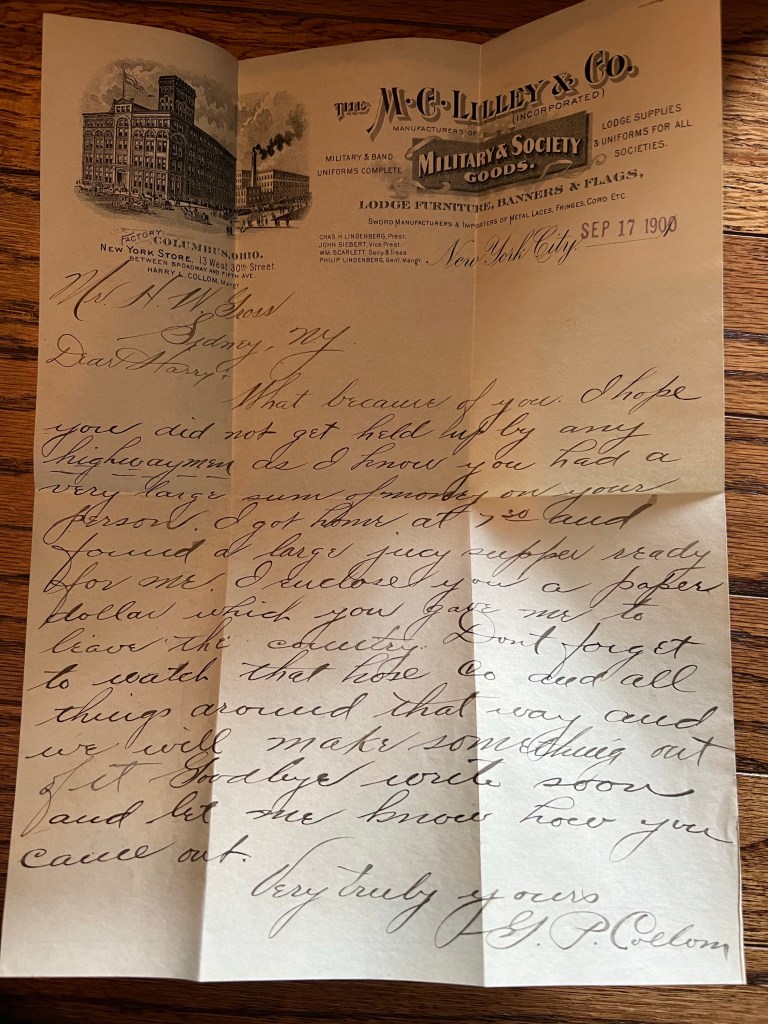 THE M·C·LILLEY & CO.
(INCORPORATED)
MANUFACTURERS OF
MILITARY & BAND
UNIFORMS COMPLETE
MILITARY & SOCIETY
GOODS.
LODGE SUPPLIES
& UNIFORMS FOR ALL
SOCIETIES.
LODGE FURNITURE, BANNERS & FLAGS,
SWORD MANUFACTURERS & IMPORTERS OF METAL LACES, FRINGES, CORD, ETC
CHAS. H. LINDENBERG, Prest.
JOHN SIEBERT, Vice Prest.
WM. SCARLETT, Secy & Treas
PHILIP LINDENBERG, Genl. Mangr.
FACTORY COLUMBUS, OHIO.
NEW YORK STORE, 13 West 30th Street.
BETWEEN BROADWAY AND FIFTH AVE.
HARRY L. COLLOM, Mangr.
New York City, SEP 17 1900
Mr. H. W. Gross
Sidney, NY
Dear Harry:
What because of you. I hope
you did not get held up by any
highwaymen as I know you had a
very large sum of money on your
person. I got home at 7 30 and
found a large jucy supper ready
for me. I enclose you a paper
dollar which you gave me to
leave the country. Dont forget
to watch that hose Co and all
things around that way and
we will make something out
of it Goodbye write soon
and let me know how you
came out.
Very truly yours
G. P. Collom